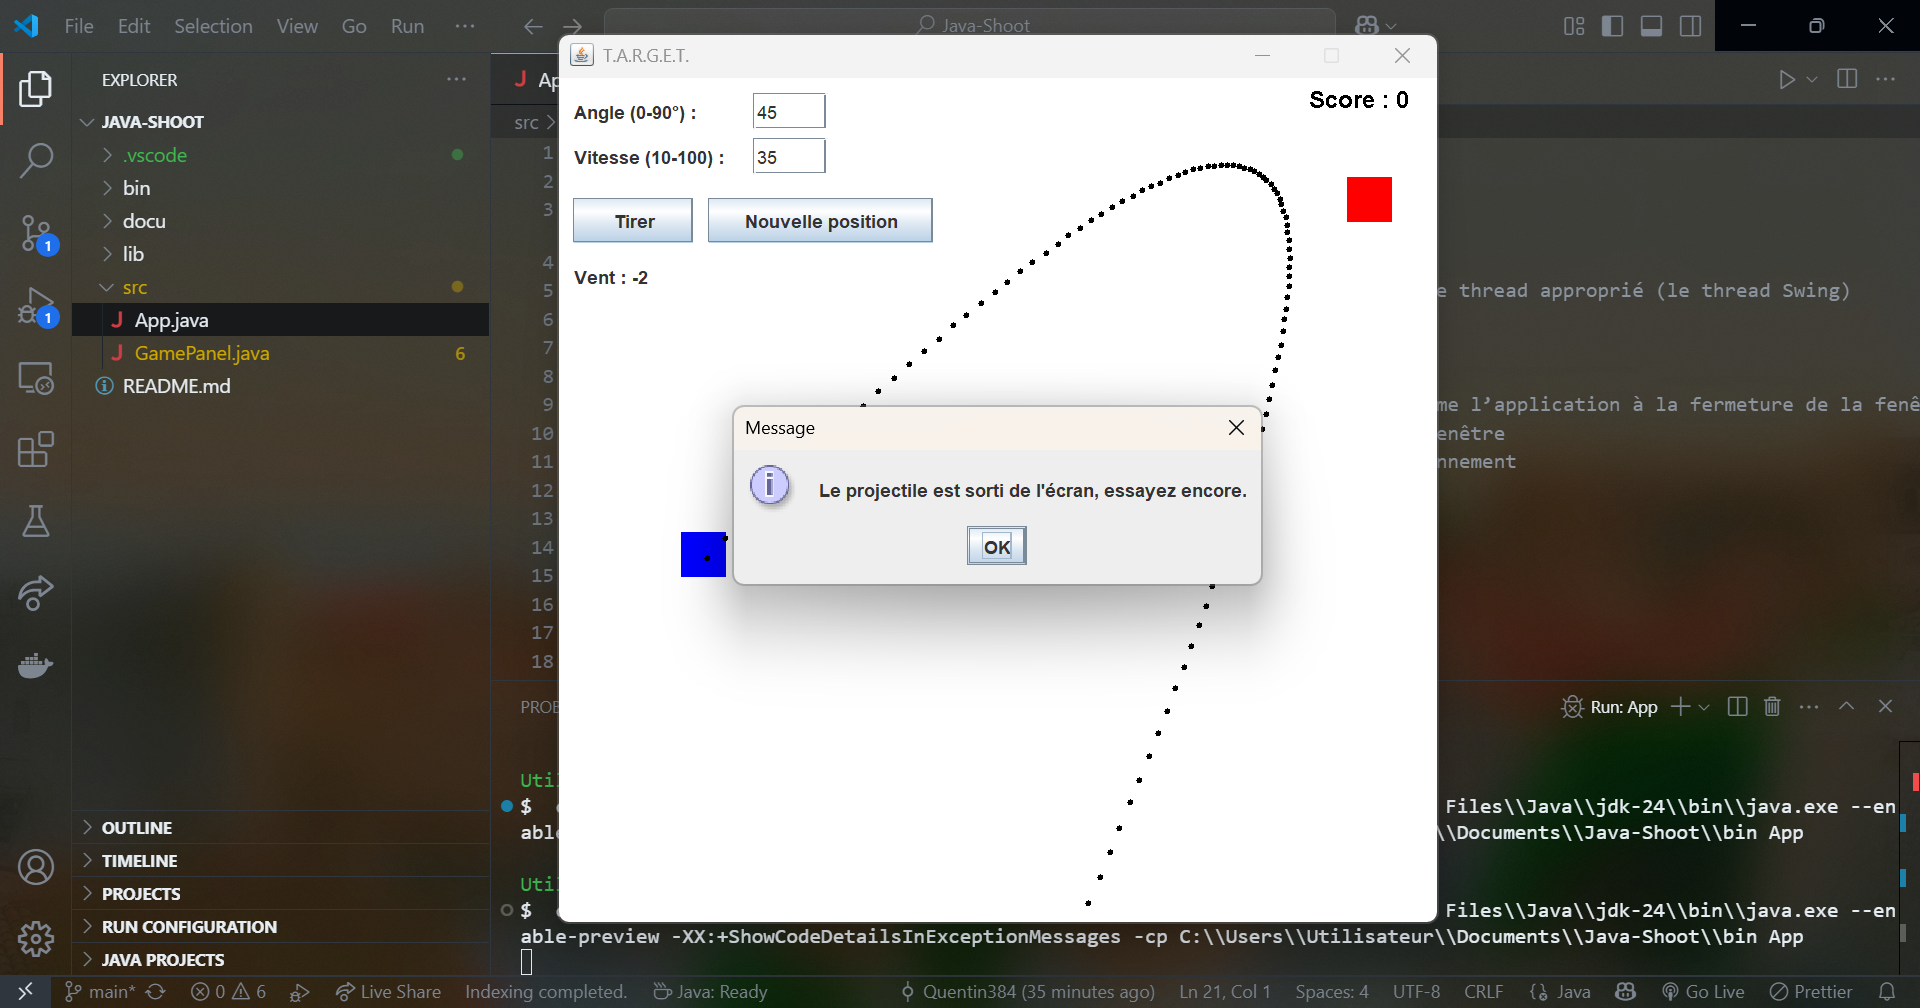 File Edit Selection View Go Run ··· Java-Shoot
EXPLORER ···
JAVA-SHOOT
.vscode
bin
docu
lib
src
App.java
GamePanel.java 6
README.md
OUTLINE
TIMELINE
PROJECTS
RUN CONFIGURATION
JAVA PROJECTS
1
1
src
1
2
3
4
5
6
7
8
9
10
11
12
13
14
15
16
17
18
T.A.R.G.E.T.
Angle (0-90°) : 45
Score : 0
Vitesse (10-100) : 35
Tirer Nouvelle position
Vent : -2
Message
Le projectile est sorti de l'écran, essayez encore.
OK
e thread approprié (le thread Swing)
me l’application à la fermeture de la fenê
enêtre
nnement
Run: App
$ Files\\Java\\jdk-24\\bin\\java.exe --en
\\Documents\\Java-Shoot\\bin App
$ Files\\Java\\jdk-24\\bin\\java.exe --en
able-preview -XX:+ShowCodeDetailsInExceptionMessages -cp C:\\Users\\Utilisateur\\Documents\\Java-Shoot\\bin App
main* 0 6 Live Share Indexing completed. Java: Ready Quentin384 (35 minutes ago) Ln 21, Col 1 Spaces: 4 UTF-8 CRLF Java Go Live Prettier